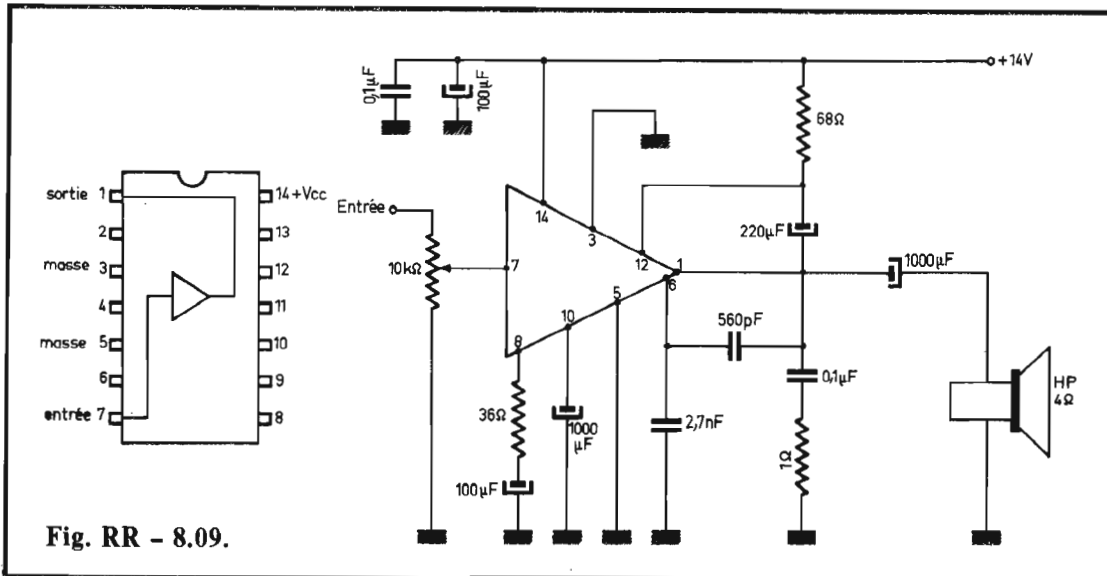 sortie 1
2
masse 3
4
masse 5
6
entrée 7
14 +Vcc
13
12
11
10
9
8
0,1µF
100µF
+14V
68Ω
Entrée
10kΩ
7
14
3
12
1
6
5
10
8
220µF
1000µF
560pF
0,1µF
HP
4Ω
36Ω
1000
µF
2,7nF
1Ω
100µF
Fig. RR – 8.09.